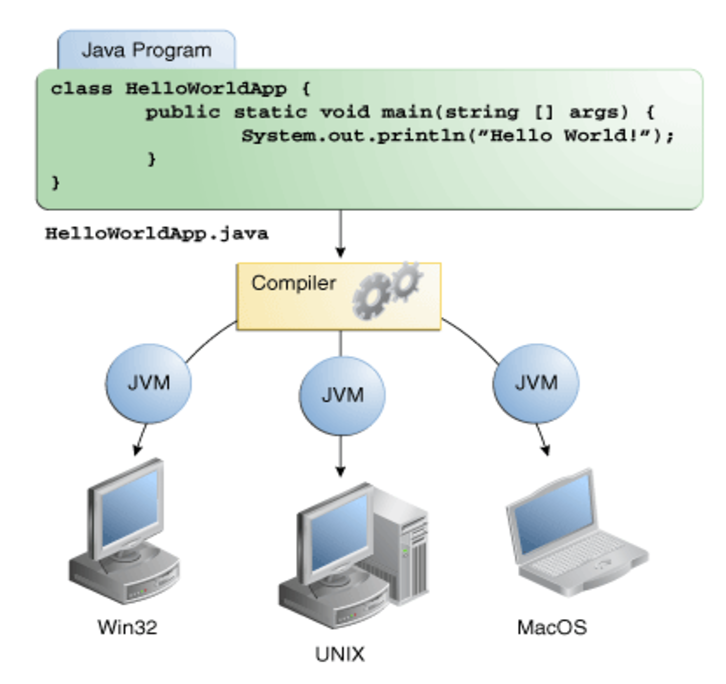 Java Program
class HelloWorldApp {
public static void main(string [] args) {
System.out.println(”Hello World!”);
}
}
HelloWorldApp.java
Compiler
JVM
JVM
JVM
Win32
UNIX
MacOS